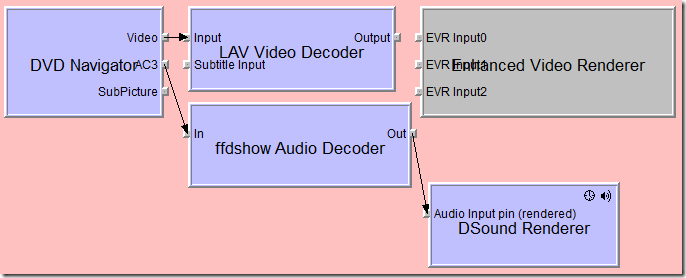 Video
Input
Output
EVR Input0
LAV Video Decoder
DVD Navigator
AC3
Subtitle Input
EVR Input1
Enhanced Video Renderer
SubPicture
EVR Input2
In
Out
ffdshow Audio Decoder
Audio Input pin (rendered)
DSound Renderer